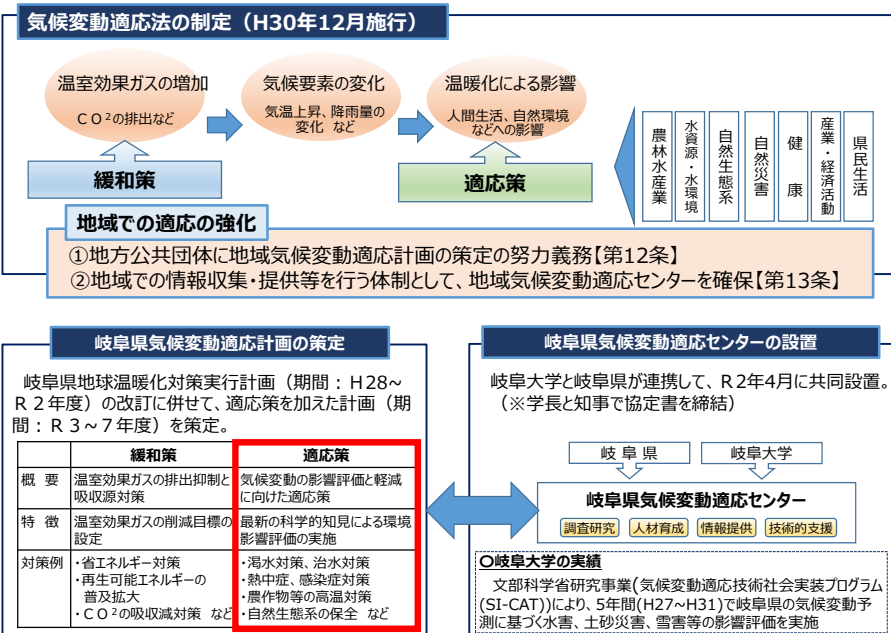 気候変動適応法の制定（H30年12月施行）
温室効果ガスの増加
ＣＯ²の排出など
気候要素の変化
気温上昇、降雨量の
変化 など
温暖化による影響
人間生活、自然環境
などへの影響
緩和策
適応策
農林水産業
水資源・水環境
自然生態系
自然災害
健　康
産業・経済活動
県民生活
地域での適応の強化
①地方公共団体に地域気候変動適応計画の策定の努力義務【第12条】
②地域での情報収集・提供等を行う体制として、地域気候変動適応センターを確保【第13条】
岐阜県気候変動適応計画の策定
岐阜県地球温暖化対策実行計画（期間：Ｈ28～
Ｒ２年度）の改訂に併せて、適応策を加えた計画（期
間：Ｒ３～７年度）を策定。
緩和策 適応策
概 要 温室効果ガスの排出抑制と 気候変動の影響評価と軽減
吸収源対策 に向けた適応策
特 徴 温室効果ガスの削減目標の 最新の科学的知見による環境
設定 影響評価の実施
対策例 ・省エネルギー対策 ・渇水対策、治水対策
・再生可能エネルギーの ・熱中症、感染症対策
普及拡大 ・農作物等の高温対策
・ＣＯ²の吸収減対策 など ・自然生態系の保全 など
岐阜県気候変動適応センターの設置
岐阜大学と岐阜県が連携して、Ｒ２年４月に共同設置。
（※学長と知事で協定書を締結）
岐 阜 県
岐阜大学
岐阜県気候変動適応センター
調査研究 人材育成 情報提供 技術的支援
〇岐阜大学の実績
文部科学省研究事業(気候変動適応技術社会実装プログラム
(SI-CAT))により、5年間(H27~H31)で岐阜県の気候変動予
測に基づく水害、土砂災害、雪害等の影響評価を実施